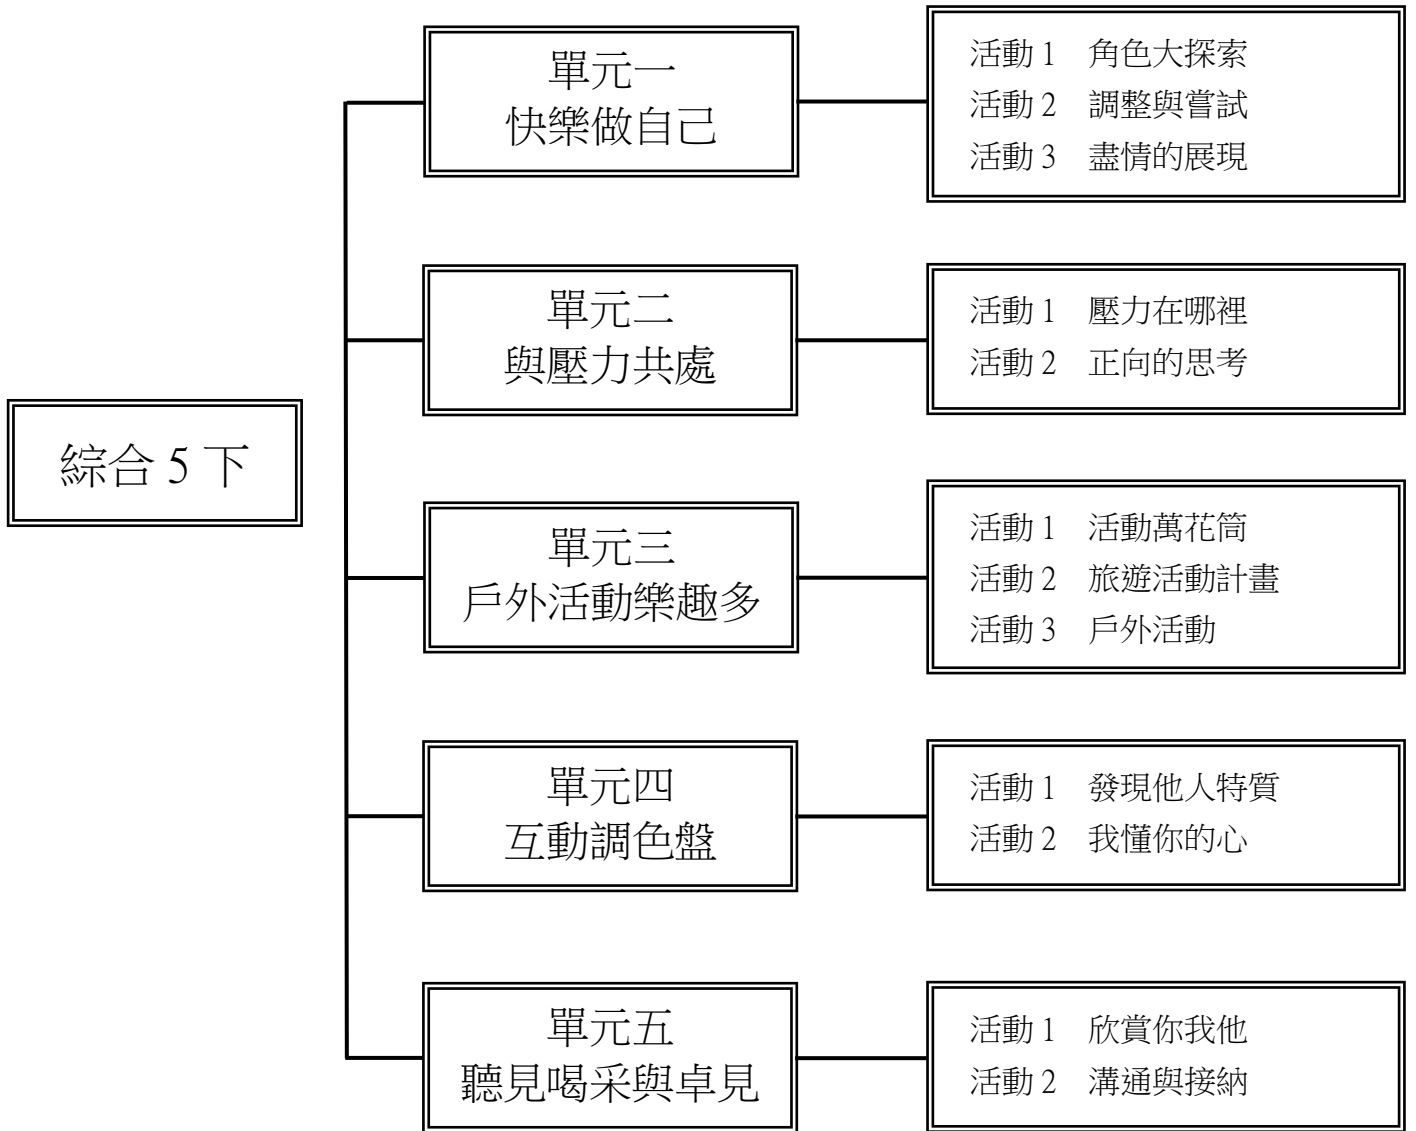 綜合 5 下
單元一
快樂做自己
活動 1 角色大探索
活動 2 調整與嘗試
活動 3 盡情的展現
單元二
與壓力共處
活動 1 壓力在哪裡
活動 2 正向的思考
單元三
戶外活動樂趣多
活動 1 活動萬花筒
活動 2 旅遊活動計畫
活動 3 戶外活動
單元四
互動調色盤
活動 1 發現他人特質
活動 2 我懂你的心
單元五
聽見喝采與卓見
活動 1 欣賞你我他
活動 2 溝通與接納